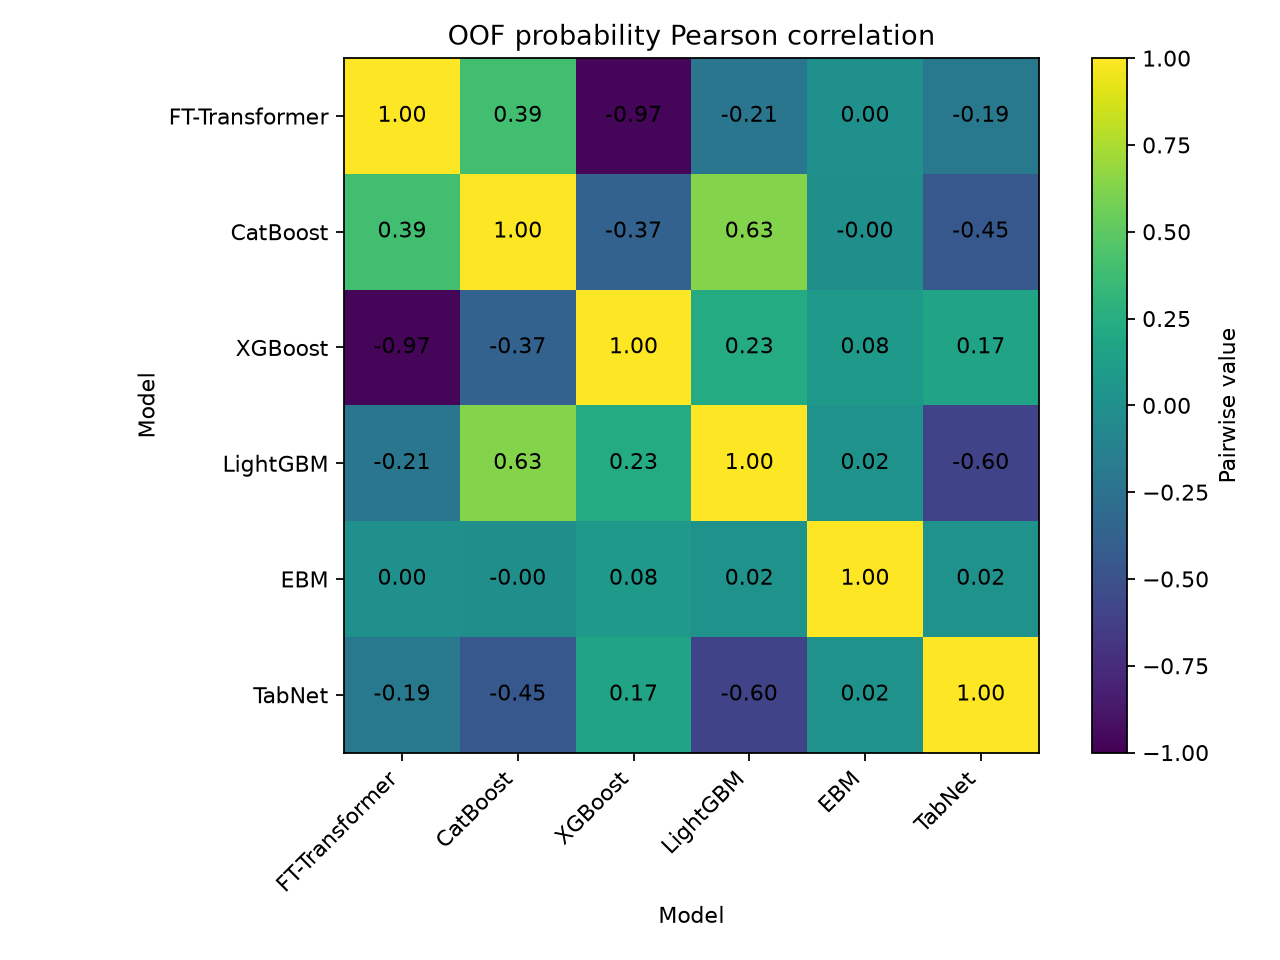 OOF probability Pearson correlation
FT-Transformer 1.00 0.39 -0.97 -0.21 0.00 -0.19
CatBoost 0.39 1.00 -0.37 0.63 -0.00 -0.45
XGBoost -0.97 -0.37 1.00 0.23 0.08 0.17
LightGBM -0.21 0.63 0.23 1.00 0.02 -0.60
EBM 0.00 -0.00 0.08 0.02 1.00 0.02
TabNet -0.19 -0.45 0.17 -0.60 0.02 1.00
Model
FT-Transformer CatBoost XGBoost LightGBM EBM TabNet
Model
1.00
0.75
0.50
0.25
0.00
−0.25
−0.50
−0.75
−1.00
Pairwise value